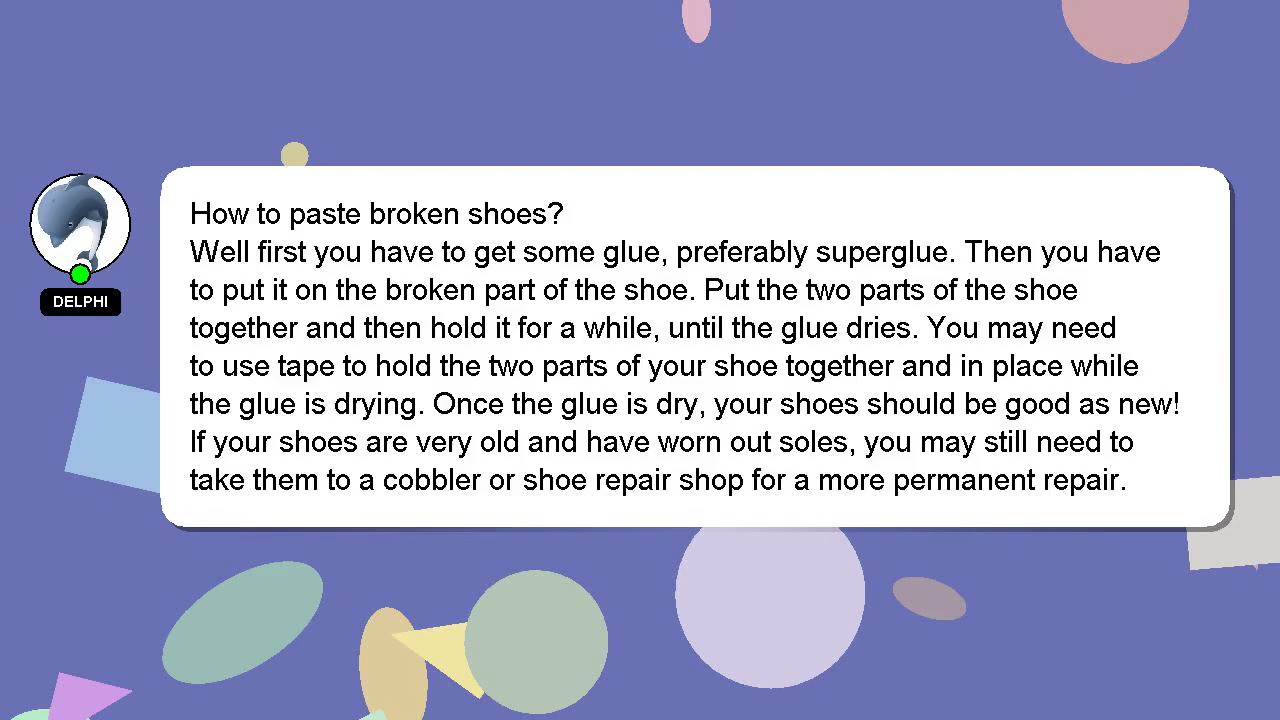 How to paste broken shoes?
Well first you have to get some glue, preferably superglue. Then you have
to put it on the broken part of the shoe. Put the two parts of the shoe
together and then hold it for a while, until the glue dries. You may need
to use tape to hold the two parts of your shoe together and in place while
the glue is drying. Once the glue is dry, your shoes should be good as new!
If your shoes are very old and have worn out soles, you may still need to
take them to a cobbler or shoe repair shop for a more permanent repair.
DELPHI